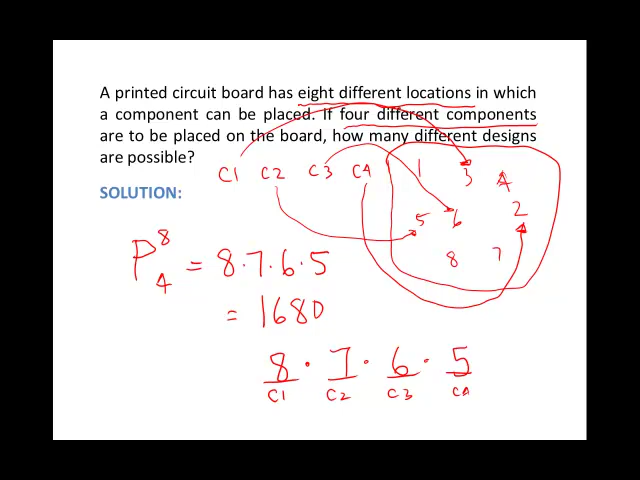 A printed circuit board has eight different locations in which
a component can be placed. If four different components
are to be placed on the board, how many different designs
are possible?
C1 C2 C3 C4 1 3 4
SOLUTION:
5 6 2
8 7
P 8 4 = 8·7·6·5
= 1680
8 · 7 · 6 · 5
C1 C2 C3 C4